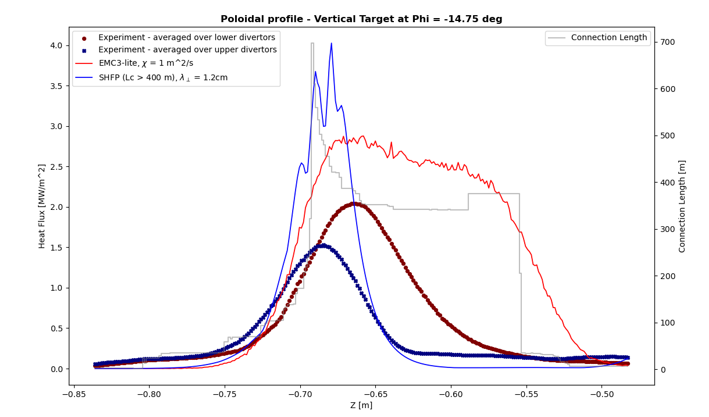 Poloidal profile - Vertical Target at Phi = -14.75 deg
Experiment - averaged over lower divertors
Experiment - averaged over upper divertors
EMC3-lite, χ = 1 m^2/s
SHFP (Lc > 400 m), λ⊥ = 1.2cm
Connection Length
Heat Flux [MW/m^2]
4.0
3.5
3.0
2.5
2.0
1.5
1.0
0.5
0.0
700
600
500
400
300
200
100
0
Connection Length [m]
−0.85
−0.80
−0.75
−0.70
−0.65
−0.60
−0.55
−0.50
Z [m]